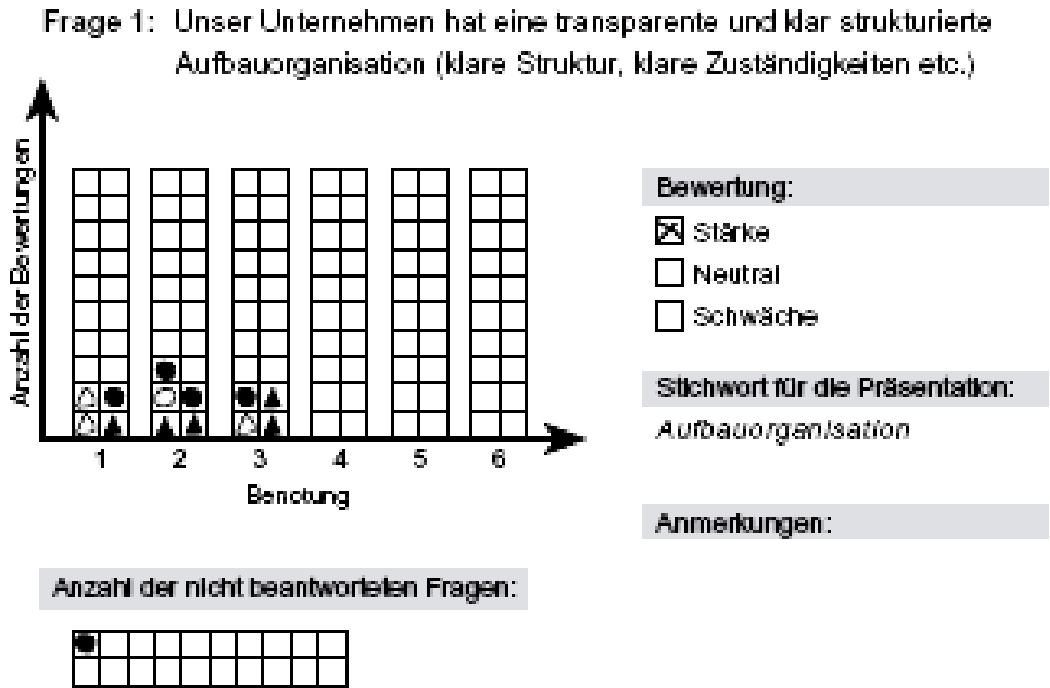 Frage 1: Unser Unternehmen hat eine transparente und klar strukturierte
Aufbauorganisation (klare Struktur, klare Zuständigkeiten etc.)
Anzahl der Bewertungen
1 2 3 4 5 6
Benotung
Bewertung:
Stärke
Neutral
Schwäche
Stichwort für die Präsentation:
Aufbauorganisation
Anmerkungen:
Anzahl der nicht beantworteten Fragen: